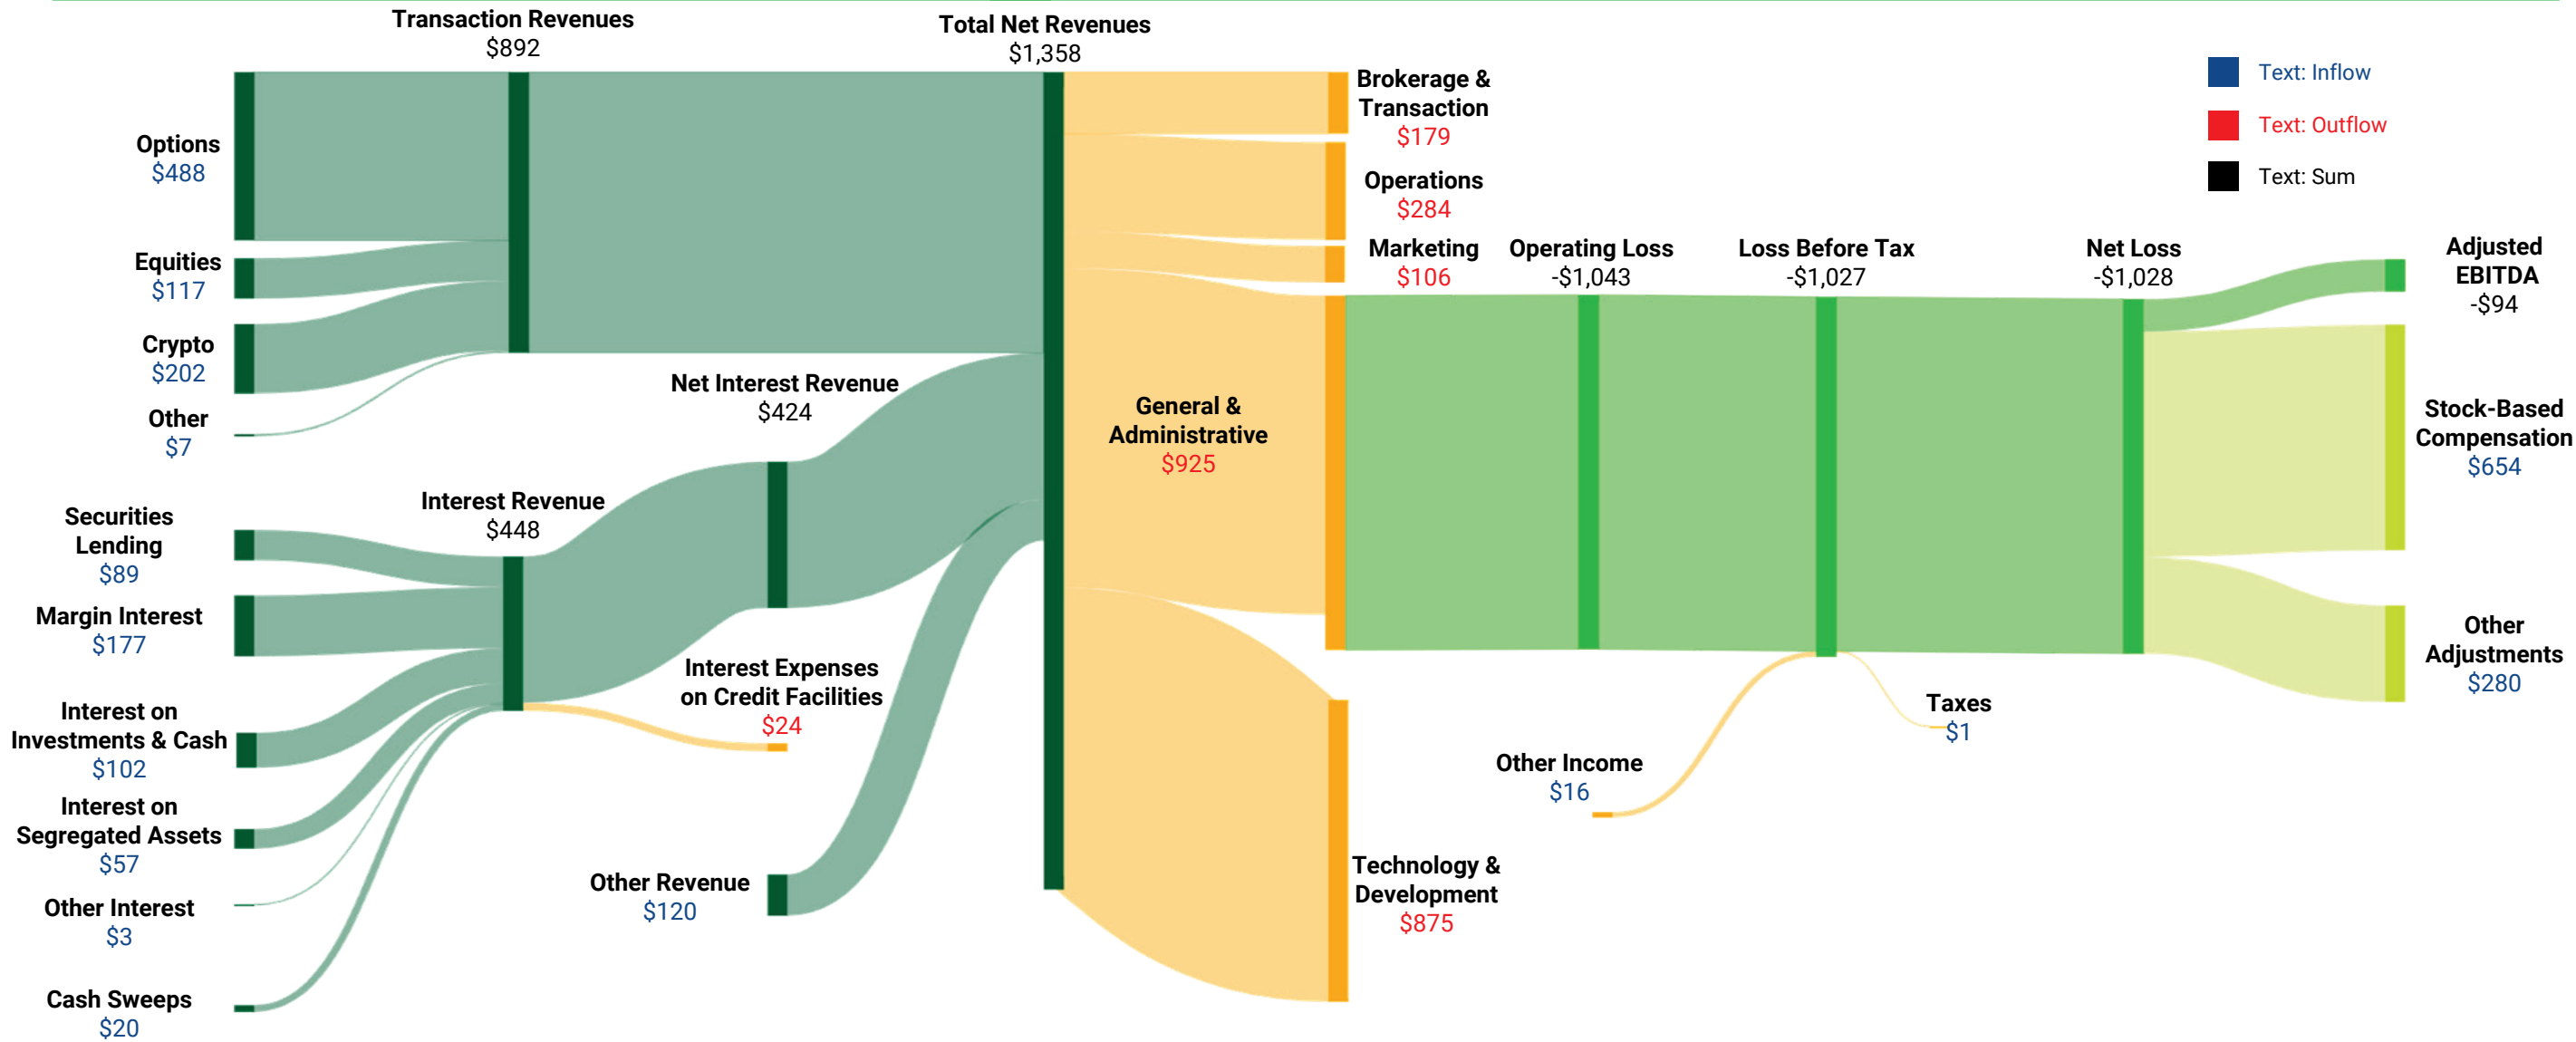 Transaction Revenues
$892
Total Net Revenues
$1,358
Text: Inflow
Text: Outflow
Text: Sum
Options
$488
Equities
$117
Crypto
$202
Other
$7
Securities
Lending
$89
Margin Interest
$177
Interest on
Investments & Cash
$102
Interest on
Segregated Assets
$57
Other Interest
$3
Cash Sweeps
$20
Interest Revenue
$448
Net Interest Revenue
$424
Interest Expenses
on Credit Facilities
$24
Other Revenue
$120
Brokerage &
Transaction
$179
Operations
$284
Marketing
$106
General &
Administrative
$925
Technology &
Development
$875
Operating Loss
-$1,043
Loss Before Tax
-$1,027
Other Income
$16
Taxes
$1
Net Loss
-$1,028
Adjusted
EBITDA
-$94
Stock-Based
Compensation
$654
Other
Adjustments
$280